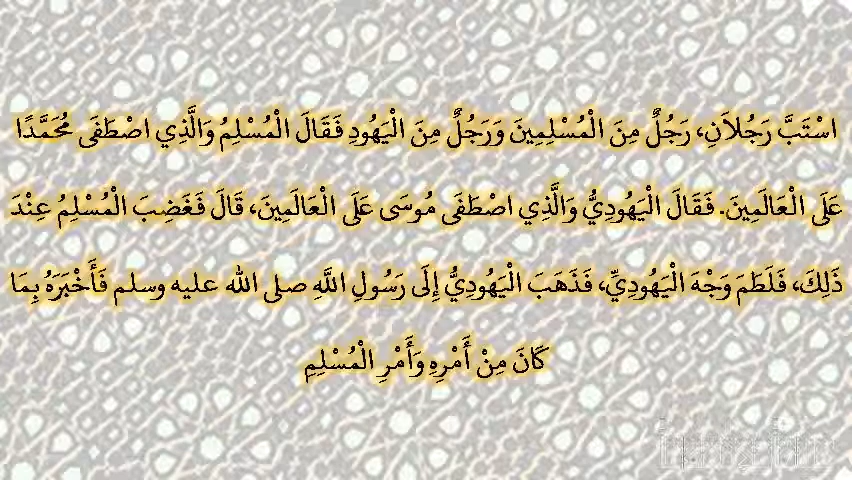 اسْتَبَّ رَجُلاَنِ، رَجُلٌ مِنَ الْمُسْلِمِينَ وَرَجُلٌ مِنَ الْيَهُودِ فَقَالَ الْمُسْلِمُ وَالَّذِي اصْطَفَى مُحَمَّدًا
عَلَى الْعَالَمِينَ. فَقَالَ الْيَهُودِيُّ وَالَّذِي اصْطَفَى مُوسَى عَلَى الْعَالَمِينَ، قَالَ فَغَضِبَ الْمُسْلِمُ عِنْدَ
ذَلِكَ، فَلَطَمَ وَجْهَ الْيَهُودِيِّ، فَذَهَبَ الْيَهُودِيُّ إِلَى رَسُولِ اللَّهِ صلى الله عليه وسلم فَأَخْبَرَهُ بِمَا
كَانَ مِنْ أَمْرِهِ وَأَمْرِ الْمُسْلِمِ